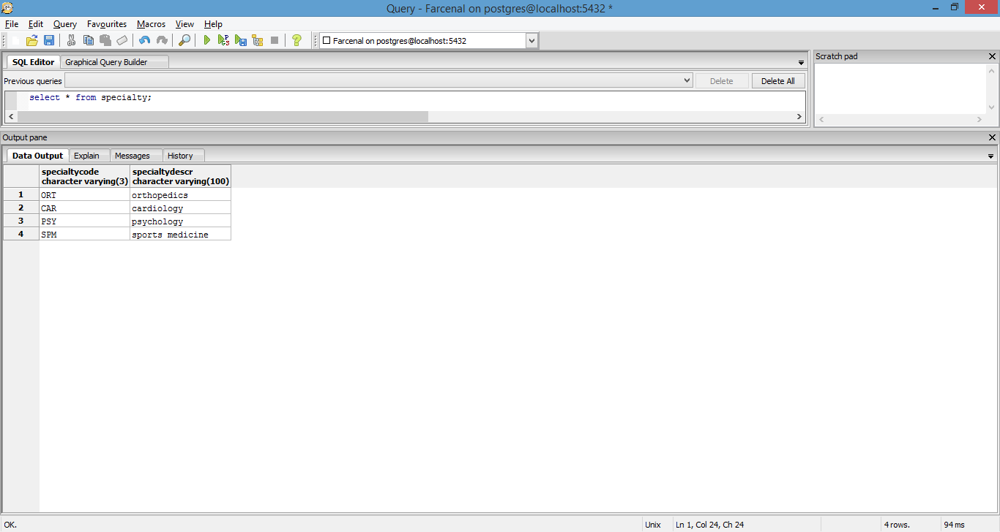 Query - Farcenal on postgres@localhost:5432 *
File Edit Query Favourites Macros View Help
Farcenal on postgres@localhost:5432
SQL Editor Graphical Query Builder
Scratch pad
Previous queries Delete Delete All
select * from specialty;
Output pane
Data Output Explain Messages History
specialtycode specialtydescr
character varying(3) character varying(100)
1 ORT orthopedics
2 CAR cardiology
3 PSY psychology
4 SPM sports medicine
OK. Unix Ln 1, Col 24, Ch 24 4 rows. 94 ms